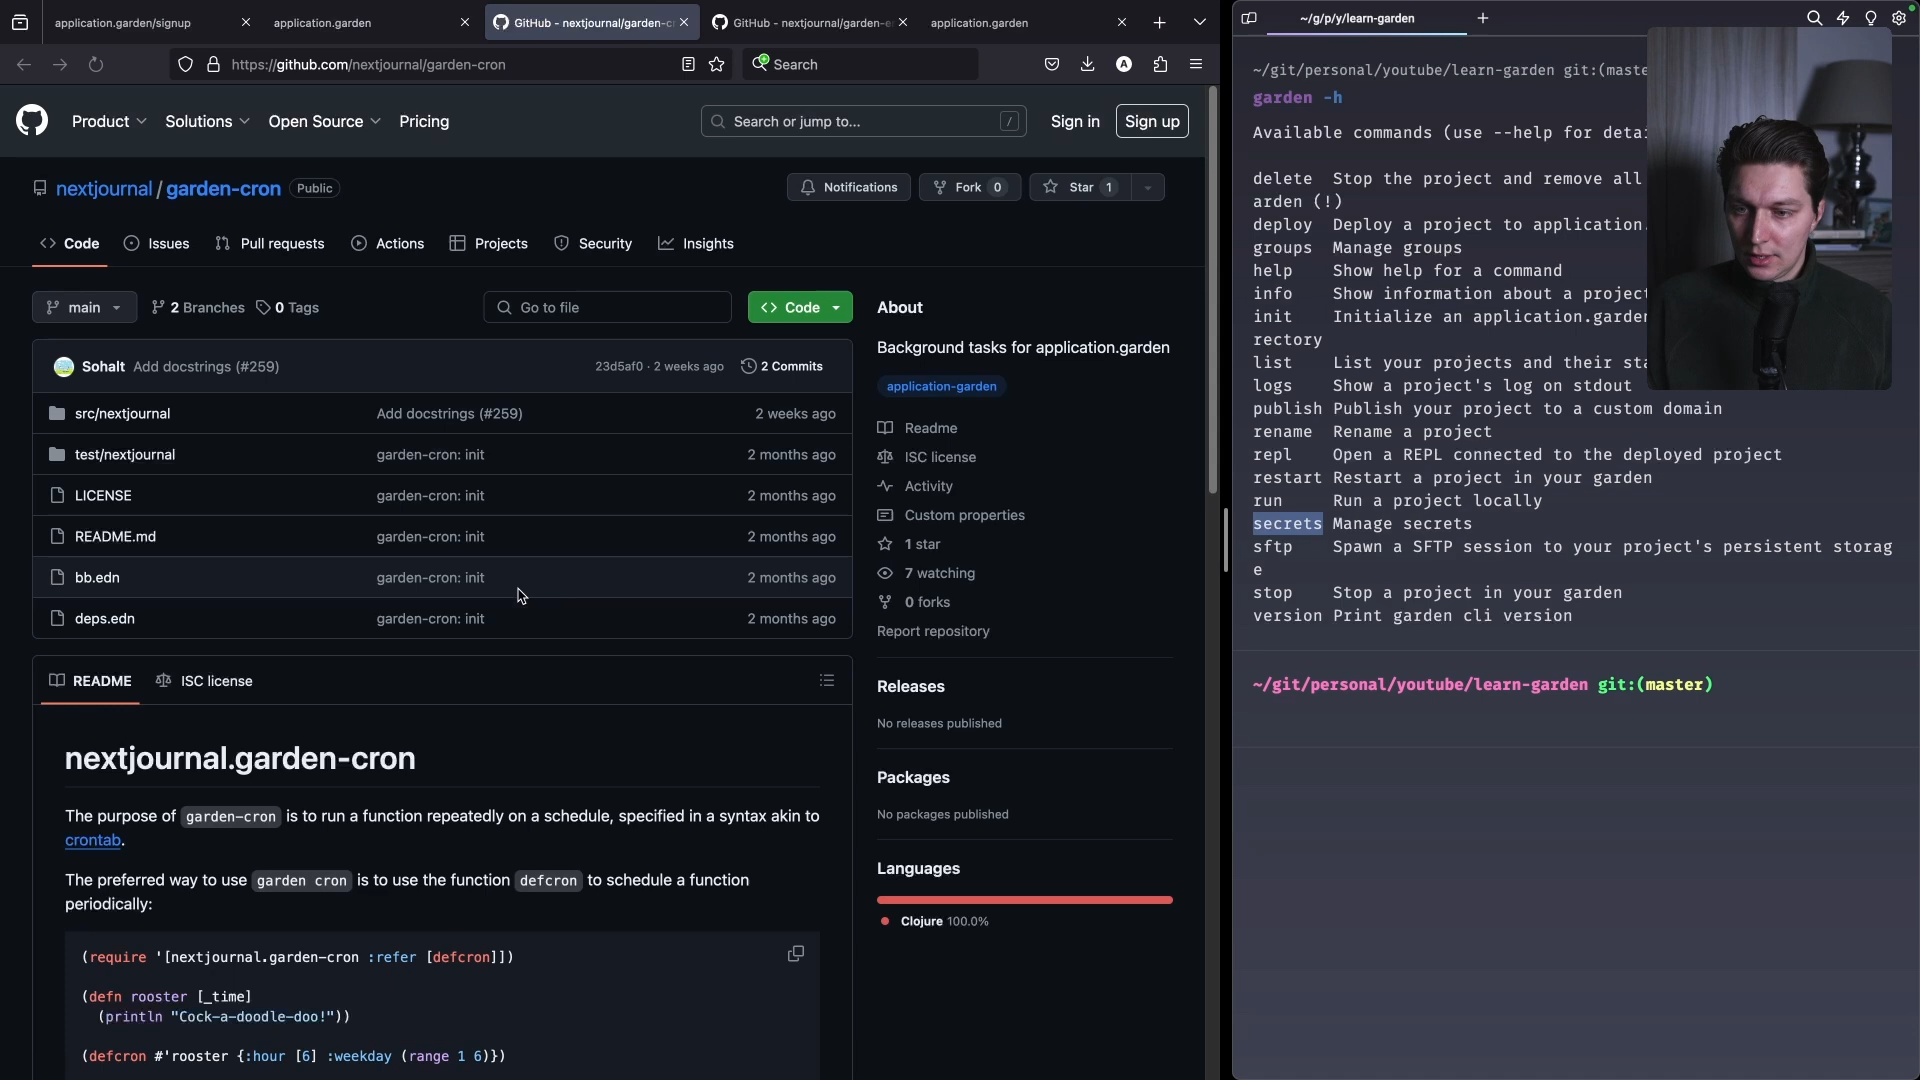 application.garden/signup
application.garden
GitHub - nextjournal/garden-c
GitHub - nextjournal/garden-e
application.garden
https://github.com/nextjournal/garden-cron
Search
Product
Solutions
Open Source
Pricing
Search or jump to...
/
Sign in
Sign up
nextjournal / garden-cron
Public
Notifications
Fork 0
Star 1
Code
Issues
Pull requests
Actions
Projects
Security
Insights
main
2 Branches
0 Tags
Go to file
Code
Sohalt Add docstrings (#259)
23d5af0 · 2 weeks ago
2 Commits
src/nextjournal
Add docstrings (#259)
2 weeks ago
test/nextjournal
garden-cron: init
2 months ago
LICENSE
garden-cron: init
2 months ago
README.md
garden-cron: init
2 months ago
bb.edn
garden-cron: init
2 months ago
deps.edn
garden-cron: init
2 months ago
README
ISC license
nextjournal.garden-cron
The purpose of garden-cron is to run a function repeatedly on a schedule, specified in a syntax akin to
crontab.
The preferred way to use garden cron is to use the function defcron to schedule a function
periodically:
(require '[nextjournal.garden-cron :refer [defcron]])
(defn rooster [_time]
(println "Cock-a-doodle-doo!"))
(defcron #'rooster {:hour [6] :weekday (range 1 6)})
About
Background tasks for application.garden
application-garden
Readme
ISC license
Activity
Custom properties
1 star
7 watching
0 forks
Report repository
Releases
No releases published
Packages
No packages published
Languages
Clojure 100.0%
~/g/p/y/learn-garden
~/git/personal/youtube/learn-garden git:(maste
garden -h
Available commands (use --help for detai
delete Stop the project and remove all
arden (!)
deploy Deploy a project to application.
groups Manage groups
help Show help for a command
info Show information about a project
init Initialize an application.garden
rectory
list List your projects and their sta
logs Show a project's log on stdout
publish Publish your project to a custom domain
rename Rename a project
repl Open a REPL connected to the deployed project
restart Restart a project in your garden
run Run a project locally
secrets Manage secrets
sftp Spawn a SFTP session to your project's persistent storag
e
stop Stop a project in your garden
version Print garden cli version
~/git/personal/youtube/learn-garden git:(master)